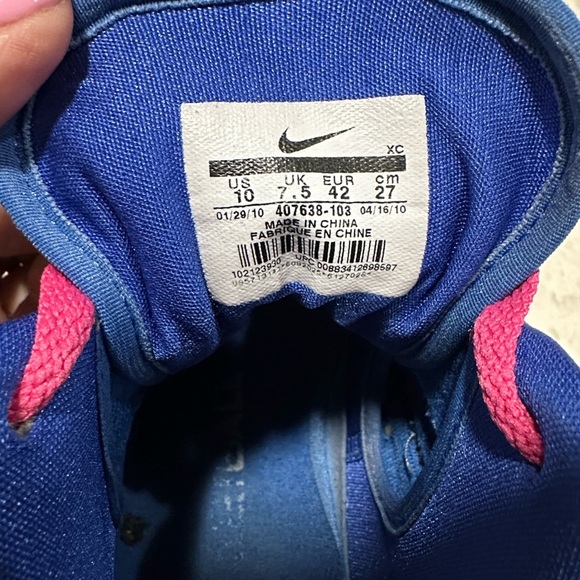 XC
US UK EUR cm
10 7.5 42 27
01/29/10 407638-103 04/16/10
MADE IN CHINA
FABRIQUE EN CHINE
UPC 00883412898597